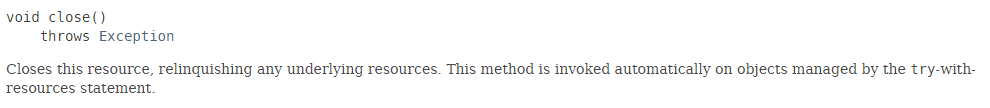 void close()
    throws Exception
Closes this resource, relinquishing any underlying resources. This method is invoked automatically on objects managed by the try-with-
resources statement.